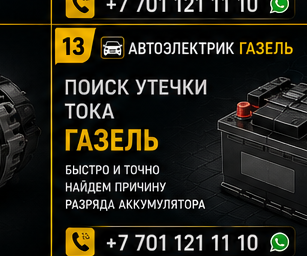 +7 701 121 11 10
13 АВТОЭЛЕКТРИК ГАЗЕЛЬ
ПОИСК УТЕЧКИ
ТОКА
ГАЗЕЛЬ
БЫСТРО И ТОЧНО
НАЙДЕМ ПРИЧИНУ
РАЗРЯДА АККУМУЛЯТОРА
+7 701 121 11 10